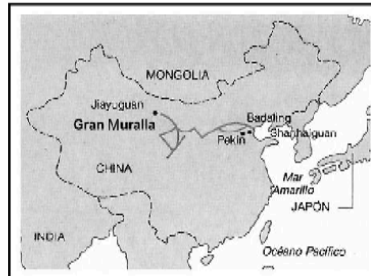 MONGOLIA
Jiayuguan
Badaling
Gran Muralla
Shanhaiguan
Pekín
CHINA
Mar
Amarillo
JAPÓN
INDIA
Océano Pacífico